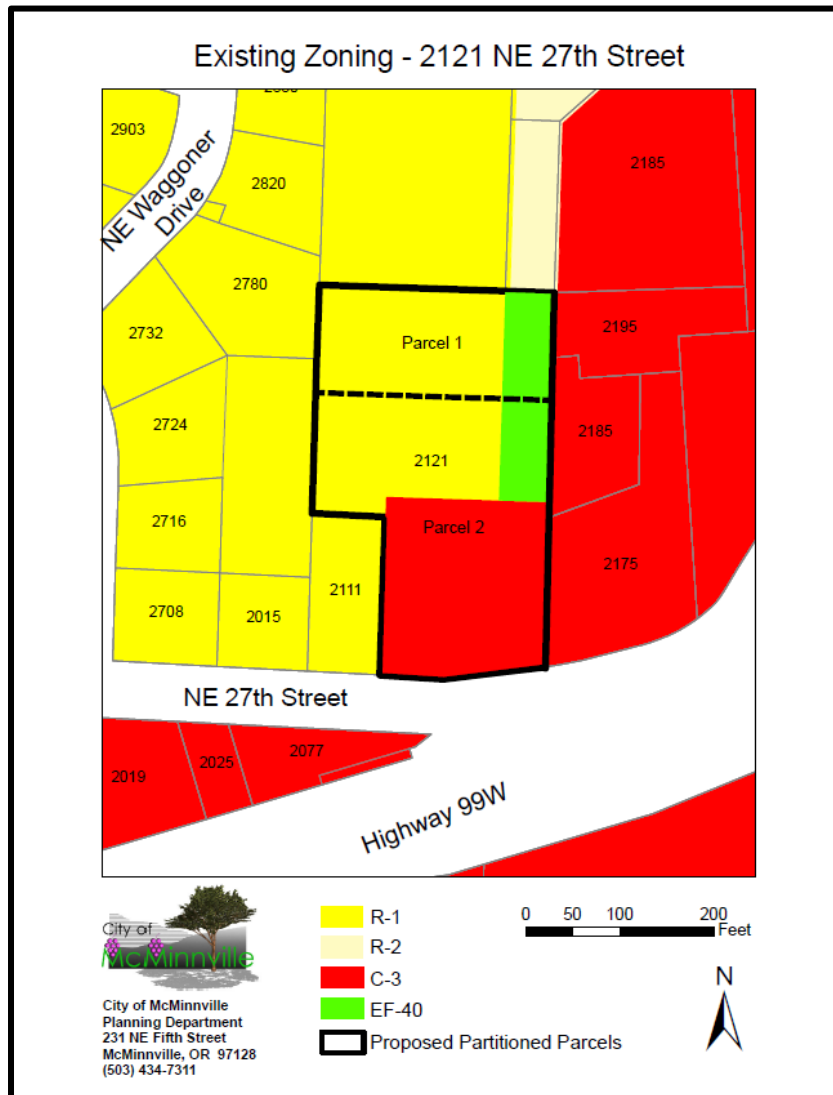 Existing Zoning - 2121 NE 27th Street
2903
2820
2185
NE Waggoner
Drive
2780
2195
2732
Parcel 1
2724
2185
2121
2716
Parcel 2
2175
2111
2708
2015
NE 27th Street
2077
2025
2019
Highway 99W
City of
McMinnville
City of McMinnville
Planning Department
231 NE Fifth Street
McMinnville, OR 97128
(503) 434-7311
R-1
R-2
C-3
EF-40
Proposed Partitioned Parcels
0 50 100 200
Feet
N